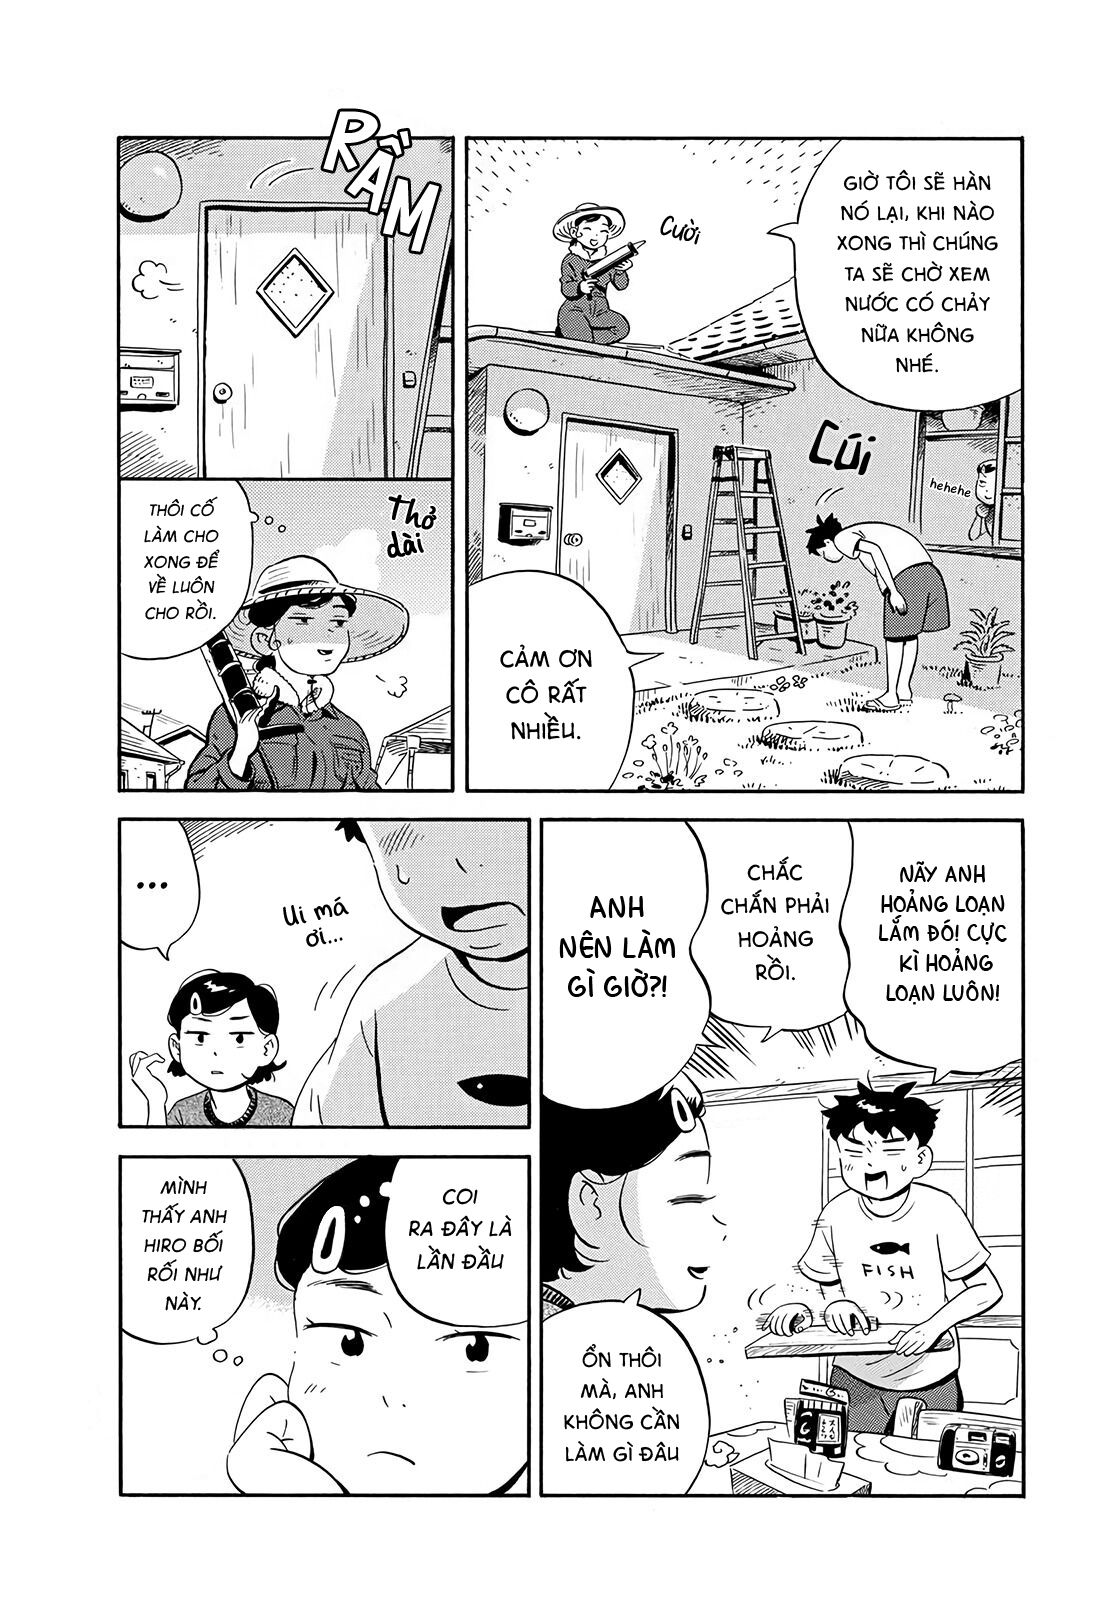 GIỜ TÔI SẼ HÀN
NÓ LẠI, KHI NÀO
XONG THÌ CHÚNG
TA SẼ CHỜ XEM
NƯỚC CÓ CHẢY
NỮA KHÔNG
NHÉ.
Cười
Cúi
hehehe
CẢM ƠN
CÔ RẤT
NHIỀU.
RẦM
THÔI CỐ
LÀM CHO
XONG ĐỂ
VỀ LUÔN
CHO RỒI.
Thở
dài
NÃY ANH
HOẢNG LOẠN
LẮM ĐÓ! CỰC
KÌ HOẢNG
LOẠN LUÔN!
CHẮC
CHẮN PHẢI
HOẢNG
RỒI.
ANH
NÊN LÀM
GÌ GIỜ?!
FISH
ỔN THÔI
MÀ, ANH
KHÔNG CẦN
LÀM GÌ ĐÂU
Ui má
ơi...
...
COI
RA ĐÂY LÀ
LẦN ĐẦU
MÌNH
THẤY ANH
HIRO BỐI
RỐI NHƯ
NÀY.